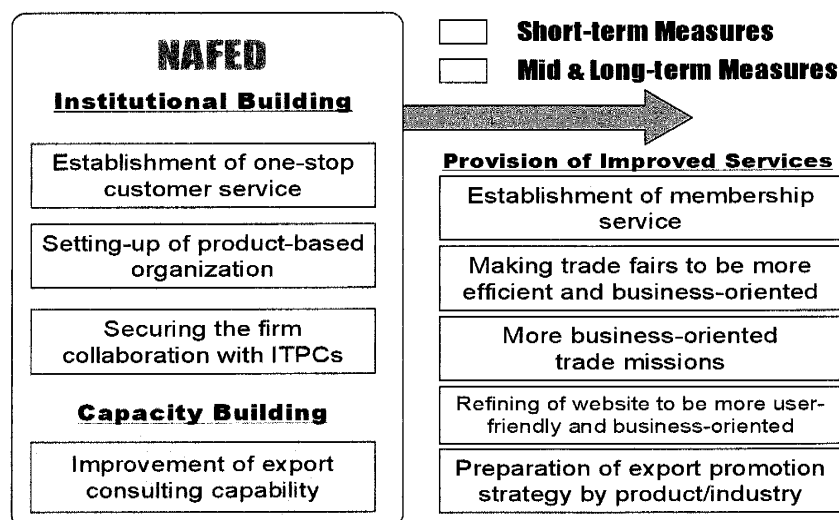 NAFED
Institutional Building
Establishment of one-stop
customer service
Setting-up of product-based
organization
Securing the firm
collaboration with ITPCs
Capacity Building
Improvement of export
consulting capability
Short-term Measures
Mid & Long-term Measures
Provision of Improved Services
Establishment of membership
service
Making trade fairs to be more
efficient and business-oriented
More business-oriented
trade missions
Refining of website to be more user-
friendly and business-oriented
Preparation of export promotion
strategy by product/industry